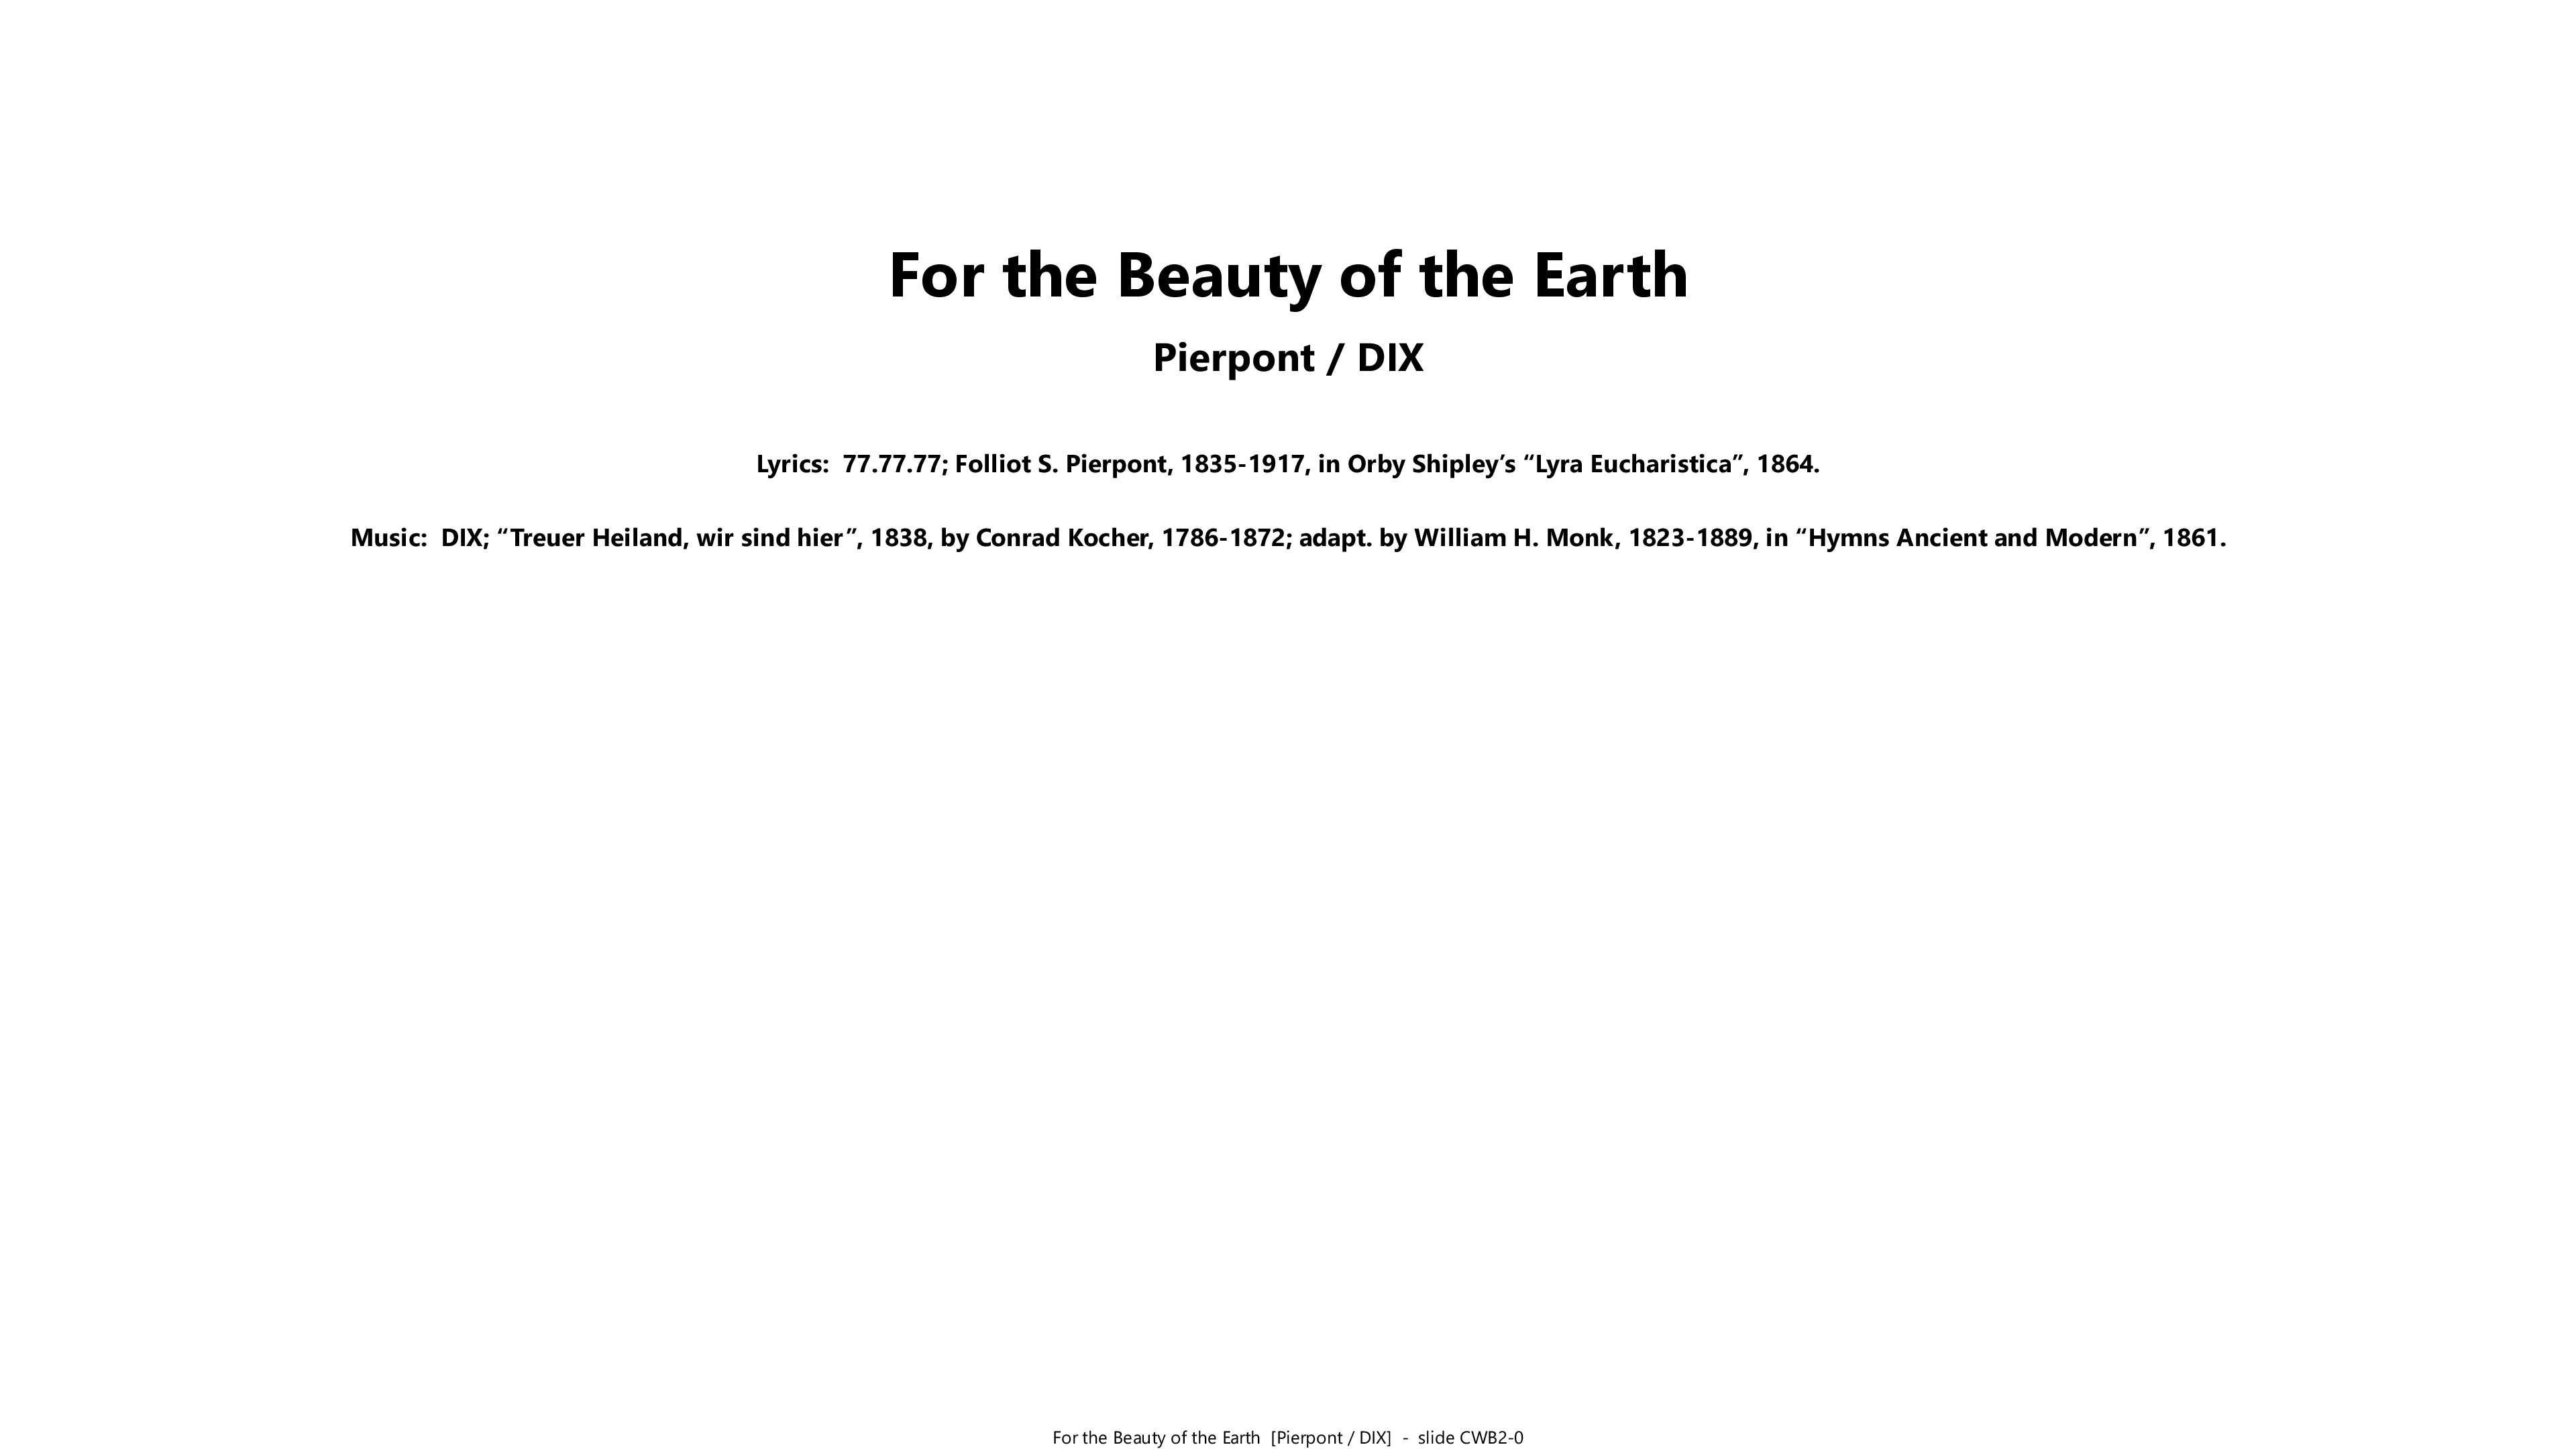 For the Beauty of the Earth
Pierpont / DIX
Lyrics:  77.77.77; Folliot S. Pierpont, 1835-1917, in Orby Shipley’s “Lyra Eucharistica”, 1864.
Music:  DIX; “Treuer Heiland, wir sind hier”, 1838, by Conrad Kocher, 1786-1872; adapt. by William H. Monk, 1823-1889, in “Hymns Ancient and Modern”, 1861.
For the Beauty of the Earth  [Pierpont / DIX]  -  slide CWB2-0